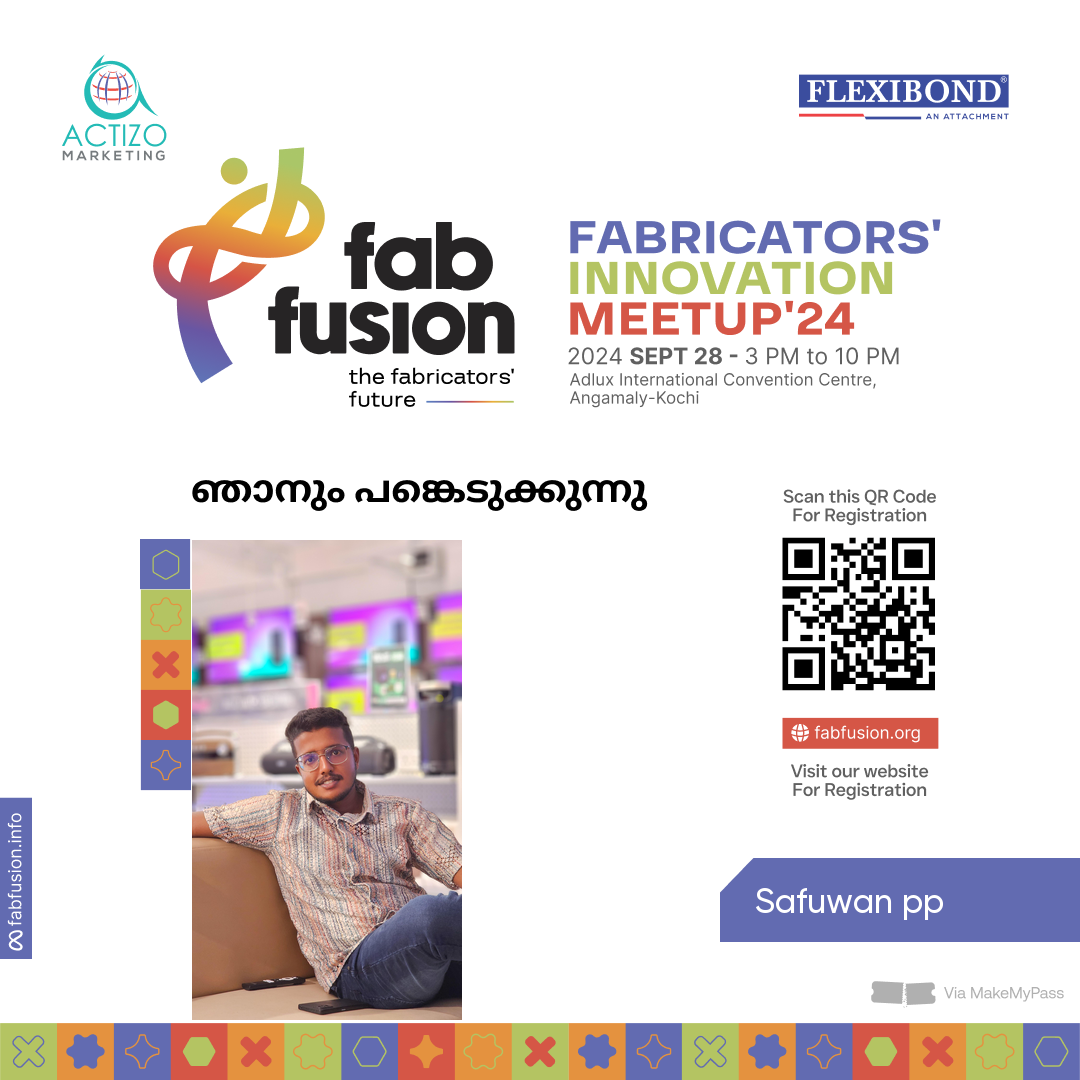 ACTIZO
MARKETING
FLEXIBOND®
AN ATTACHMENT
fab
fusion
the fabricators'
future
FABRICATORS'
INNOVATION
MEETUP'24
2024 SEPT 28 - 3 PM to 10 PM
Adlux International Convention Centre,
Angamaly-Kochi
ഞാനും പങ്കെടുക്കുന്നു
Scan this QR Code
For Registration
fabfusion.org
Visit our website
For Registration
fabfusion.info
Safuwan pp
Via MakeMyPass